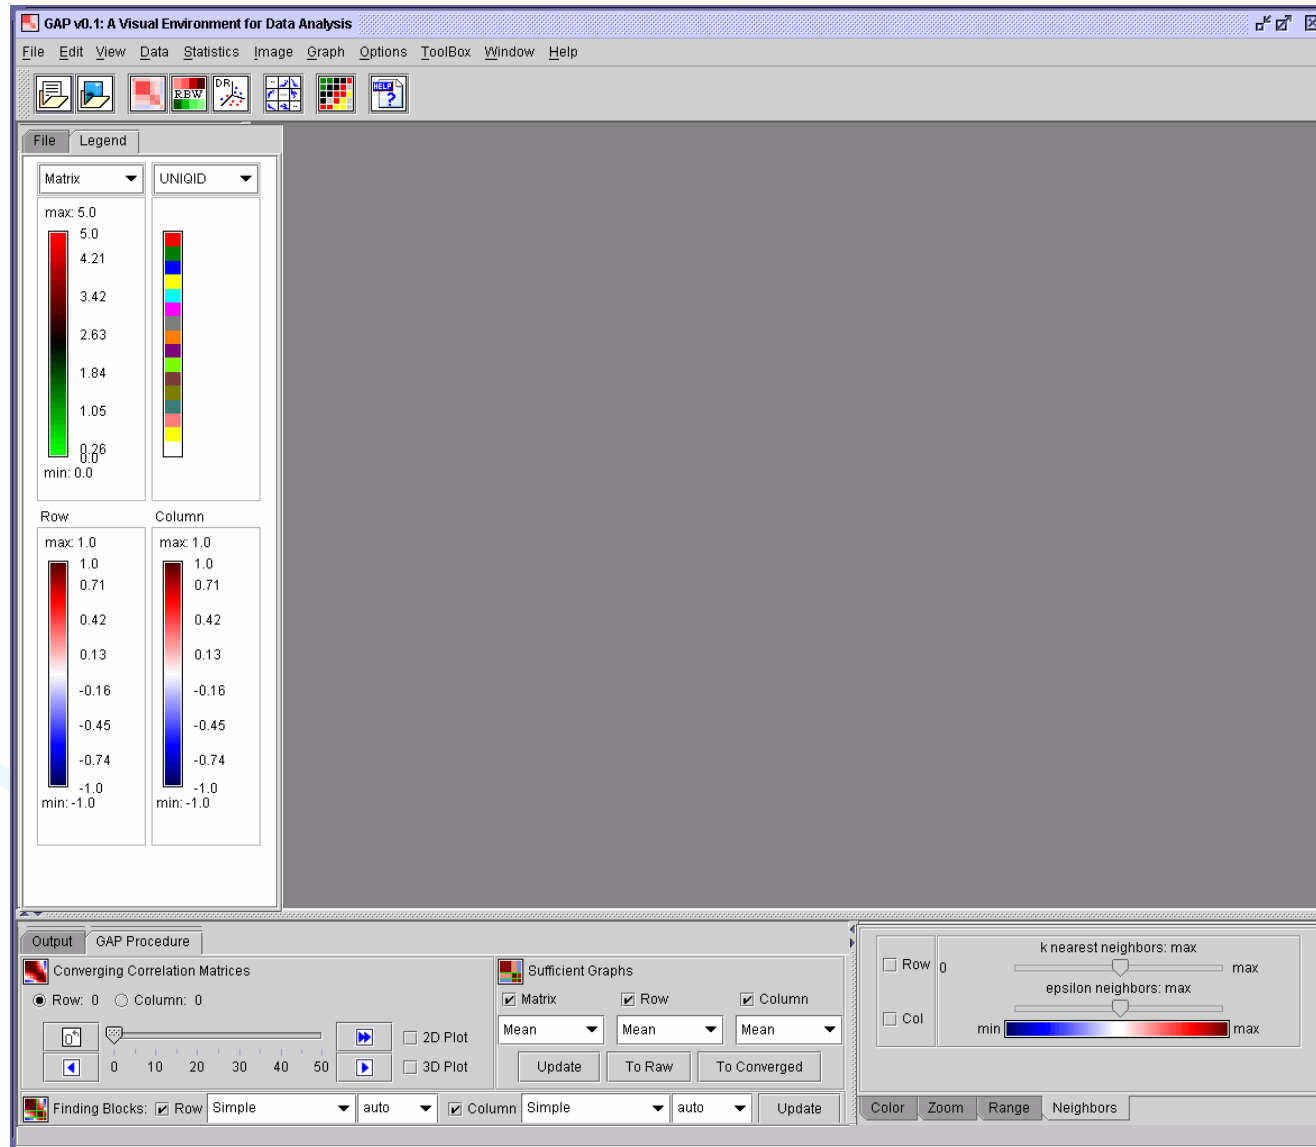 GAP v0.1: A Visual Environment for Data Analysis
File Edit View Data Statistics Image Graph Options ToolBox Window Help
RBW DR HELP ?
File Legend
Matrix UNIQID
max: 5.0
5.0
4.21
3.42
2.63
1.84
1.05
0.26
0.0
min: 0.0
Row Column
max: 1.0 max: 1.0
1.0 1.0
0.71 0.71
0.42 0.42
0.13 0.13
-0.16 -0.16
-0.45 -0.45
-0.74 -0.74
-1.0 -1.0
min: -1.0 min: -1.0
Output GAP Procedure
Converging Correlation Matrices
Row: 0 Column: 0
0
2D Plot
0 10 20 30 40 50
3D Plot
Sufficient Graphs
Matrix Row Column
Mean Mean Mean
Update To Raw To Converged
Finding Blocks: Row Simple auto Column Simple auto Update
Row
Col
k nearest neighbors: max
0 max
epsilon neighbors: max
min max
Color Zoom Range Neighbors